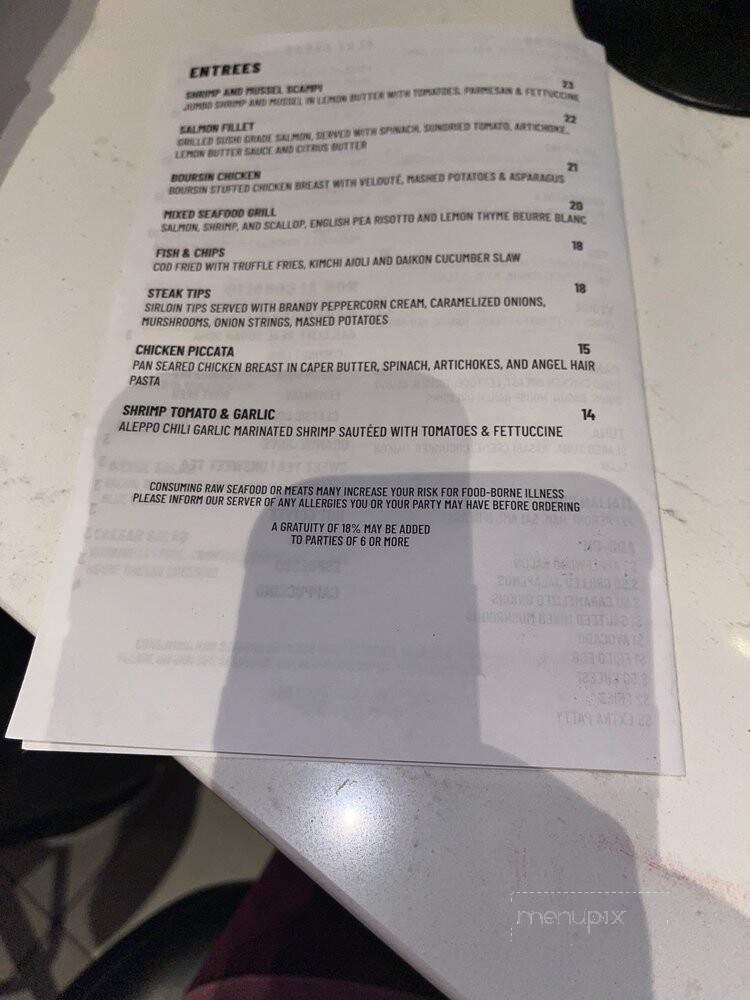 ENTREES
SHRIMP AND MUSSEL SCAMPI 23
JUMBO SHRIMP AND MUSSEL IN LEMON BUTTER WITH TOMATOES, PARMESAN & FETTUCCINE
SALMON FILLET 22
GRILLED SUSHI GRADE SALMON, SERVED WITH SPINACH, SUNDRIED TOMATO, ARTICHOKE,
LEMON BUTTER SAUCE AND CITRUS BUTTER
BOURSIN CHICKEN 21
BOURSIN STUFFED CHICKEN BREAST WITH VELOUTÉ, MASHED POTATOES & ASPARAGUS
MIXED SEAFOOD GRILL 20
SALMON, SHRIMP, AND SCALLOP, ENGLISH PEA RISOTTO AND LEMON THYME BEURRE BLANC
FISH & CHIPS 18
COD FRIED WITH TRUFFLE FRIES, KIMCHI AIOLI AND DAIKON CUCUMBER SLAW
STEAK TIPS 18
SIRLOIN TIPS SERVED WITH BRANDY PEPPERCORN CREAM, CARAMELIZED ONIONS,
MURSHROOMS, ONION STRINGS, MASHED POTATOES
CHICKEN PICCATA 15
PAN SEARED CHICKEN BREAST IN CAPER BUTTER, SPINACH, ARTICHOKES, AND ANGEL HAIR
PASTA
SHRIMP TOMATO & GARLIC 14
ALEPPO CHILI GARLIC MARINATED SHRIMP SAUTÉED WITH TOMATOES & FETTUCCINE
CONSUMING RAW SEAFOOD OR MEATS MANY INCREASE YOUR RISK FOR FOOD-BORNE ILLNESS
PLEASE INFORM OUR SERVER OF ANY ALLERGIES YOU OR YOUR PARTY MAY HAVE BEFORE ORDERING
A GRATUITY OF 18% MAY BE ADDED
TO PARTIES OF 6 OR MORE
menupix